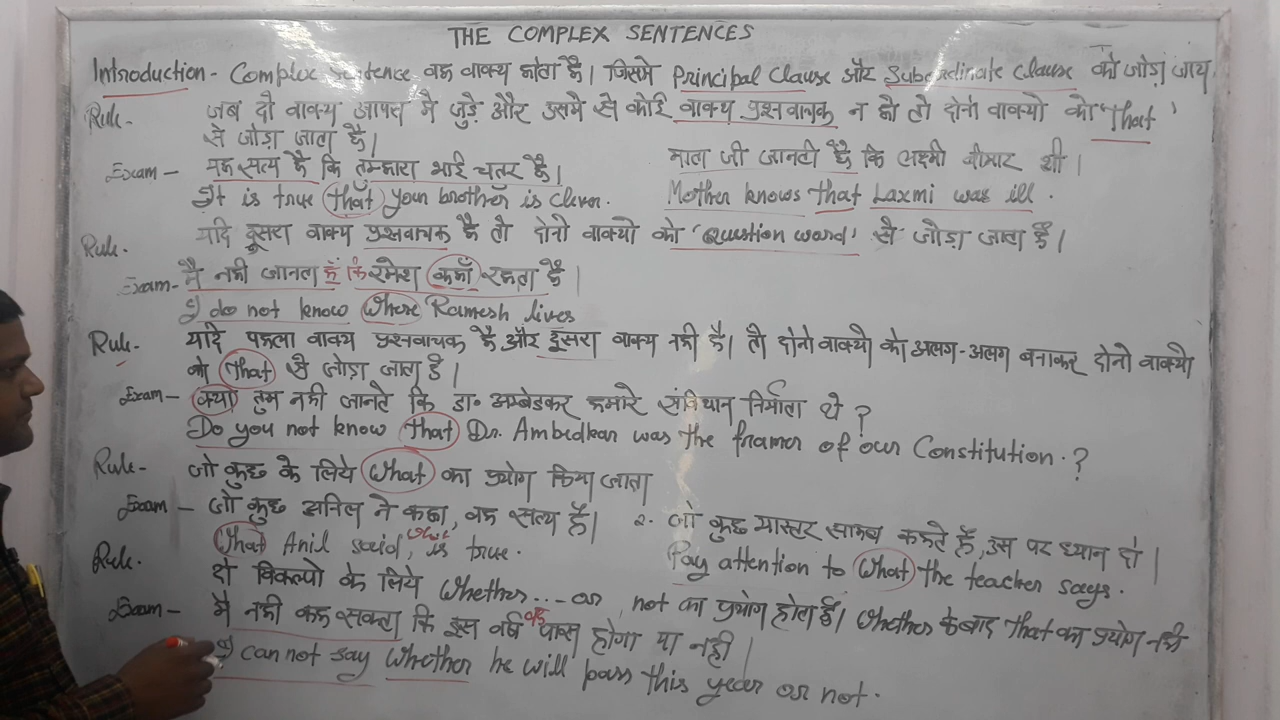 THE COMPLEX SENTENCES
Introduction - Complex sentence वह वाक्य होता है। जिसमे Principal Clause और Subordinate Clause को जोड़ा जाय
Rule- जब दो वाक्य आपस मे जुड़े और उसमे से कोई वाक्य प्रश्नवाचक न हो तो दोनो वाक्यो को 'That'
से जोड़ा जाता है।
Exam - यह सत्य है कि तुम्हारा भाई चतुर है। माता जी जानती है कि लक्ष्मी बीमार थी।
It is true that your brother is clever. Mother knows that Laxmi was ill.
Rule- यदि दूसरा वाक्य प्रश्नवाचक है तो दोनो वाक्यो को 'Question word' से जोड़ा जाता है।
Exam- मै नही जानता हूँ कि रमेश कहाँ रहता है।
I do not know where Ramesh lives
Rule- यदि पहला वाक्य प्रश्नवाचक है और दूसरा वाक्य नही है। तो दोनो वाक्यो को अलग-अलग बनाकर दोनो वाक्यो
को That से जोड़ा जाता है।
Exam- क्या तुम नही जानते कि डा० अम्बेडकर हमारे संविधान निर्माता थे?
Do you not know that Dr. Ambedkar was the framer of our Constitution.?
Rule- जो कुछ के लिये What का प्रयोग किया जाता
Exam - जो कुछ अनिल ने कहा, वह सत्य है। २. जो कुछ मास्टर साहब कहते है, उस पर ध्यान दो।
What Anil said, is true. Pay attention to what the teacher says.
Rule. दो विकल्पो के लिये Whether ... or not का प्रयोग होता है। Whether के बाद That का प्रयोग नही
Exam- मै नही कह सकता कि इस वर्ष वह पास होगा या नही।
I can not say whether he will pass this year or not.